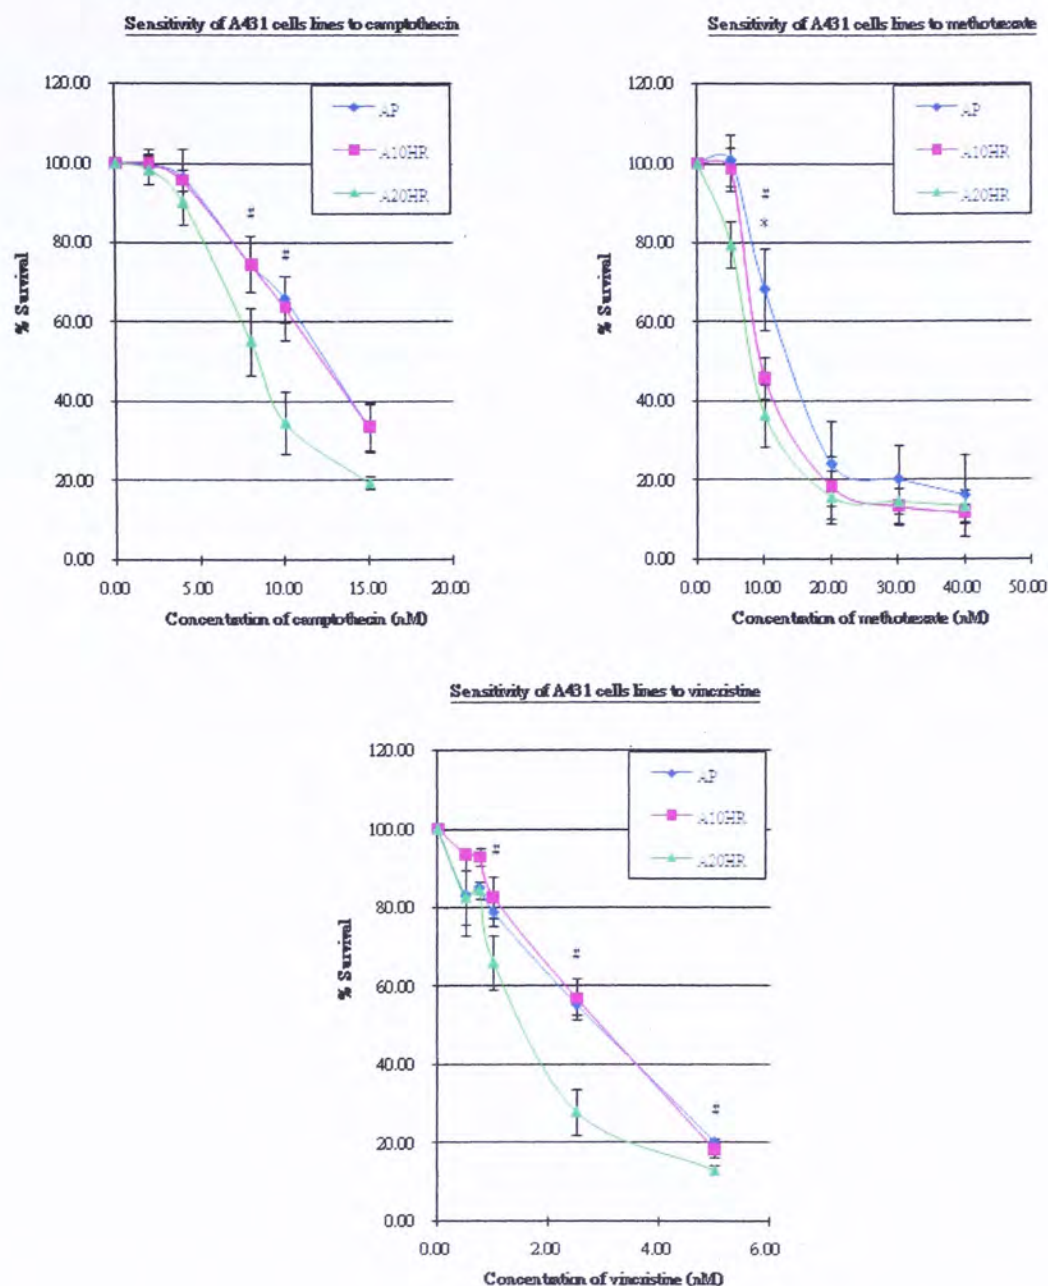 Sensitivity of A431 cells lines to camptothecin
120.00
100.00
80.00
60.00
40.00
20.00
0.00
% Survival
AP
A10HR
A20HR
#
#
0.00 5.00 10.00 15.00 20.00
Concentration of camptothecin (nM)
Sensitivity of A431 cells lines to methotrexate
120.00
100.00
80.00
60.00
40.00
20.00
0.00
% Survival
AP
A10HR
A20HR
#
*
0.00 10.00 20.00 30.00 40.00 50.00
Concentration of methotrexate (nM)
Sensitivity of A431 cells lines to vincristine
120.00
100.00
80.00
60.00
40.00
20.00
0.00
% Survival
AP
A10HR
A20HR
#
#
#
0.00 2.00 4.00 6.00
Concentration of vincristine (nM)